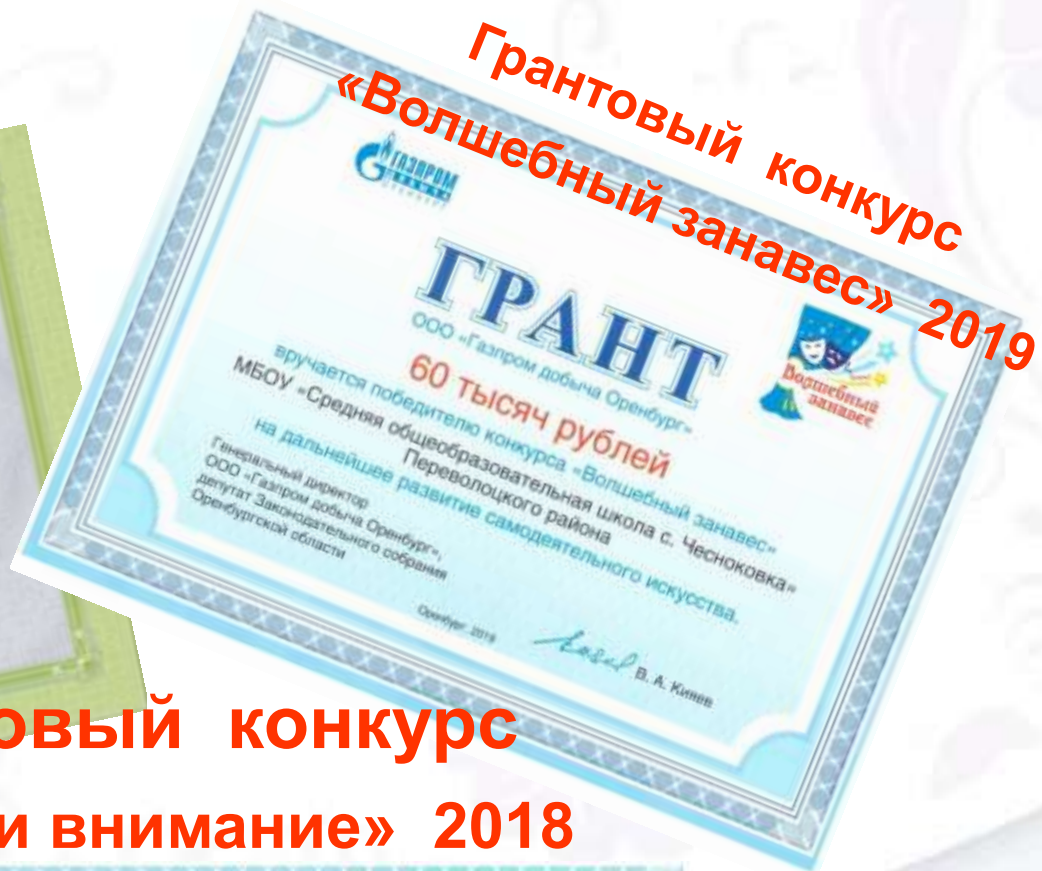 Грантовый конкурс
«Волшебный занавес» 2019
ГАЗПРОМ
ГРАНТ
ООО «Газпром добыча Оренбург»
60 тысяч рублей
Волшебный
занавес
вручается победителю конкурса «Волшебный занавес»
МБОУ «Средняя общеобразовательная школа с. Чесноковка»
Переволоцкого района
на дальнейшее развитие самодеятельного искусства.
Генеральный директор
ООО «Газпром добыча Оренбург»,
депутат Законодательного собрания
Оренбургской области
Оренбург 2019
В. А. Кияев
овый конкурс
и внимание» 2018